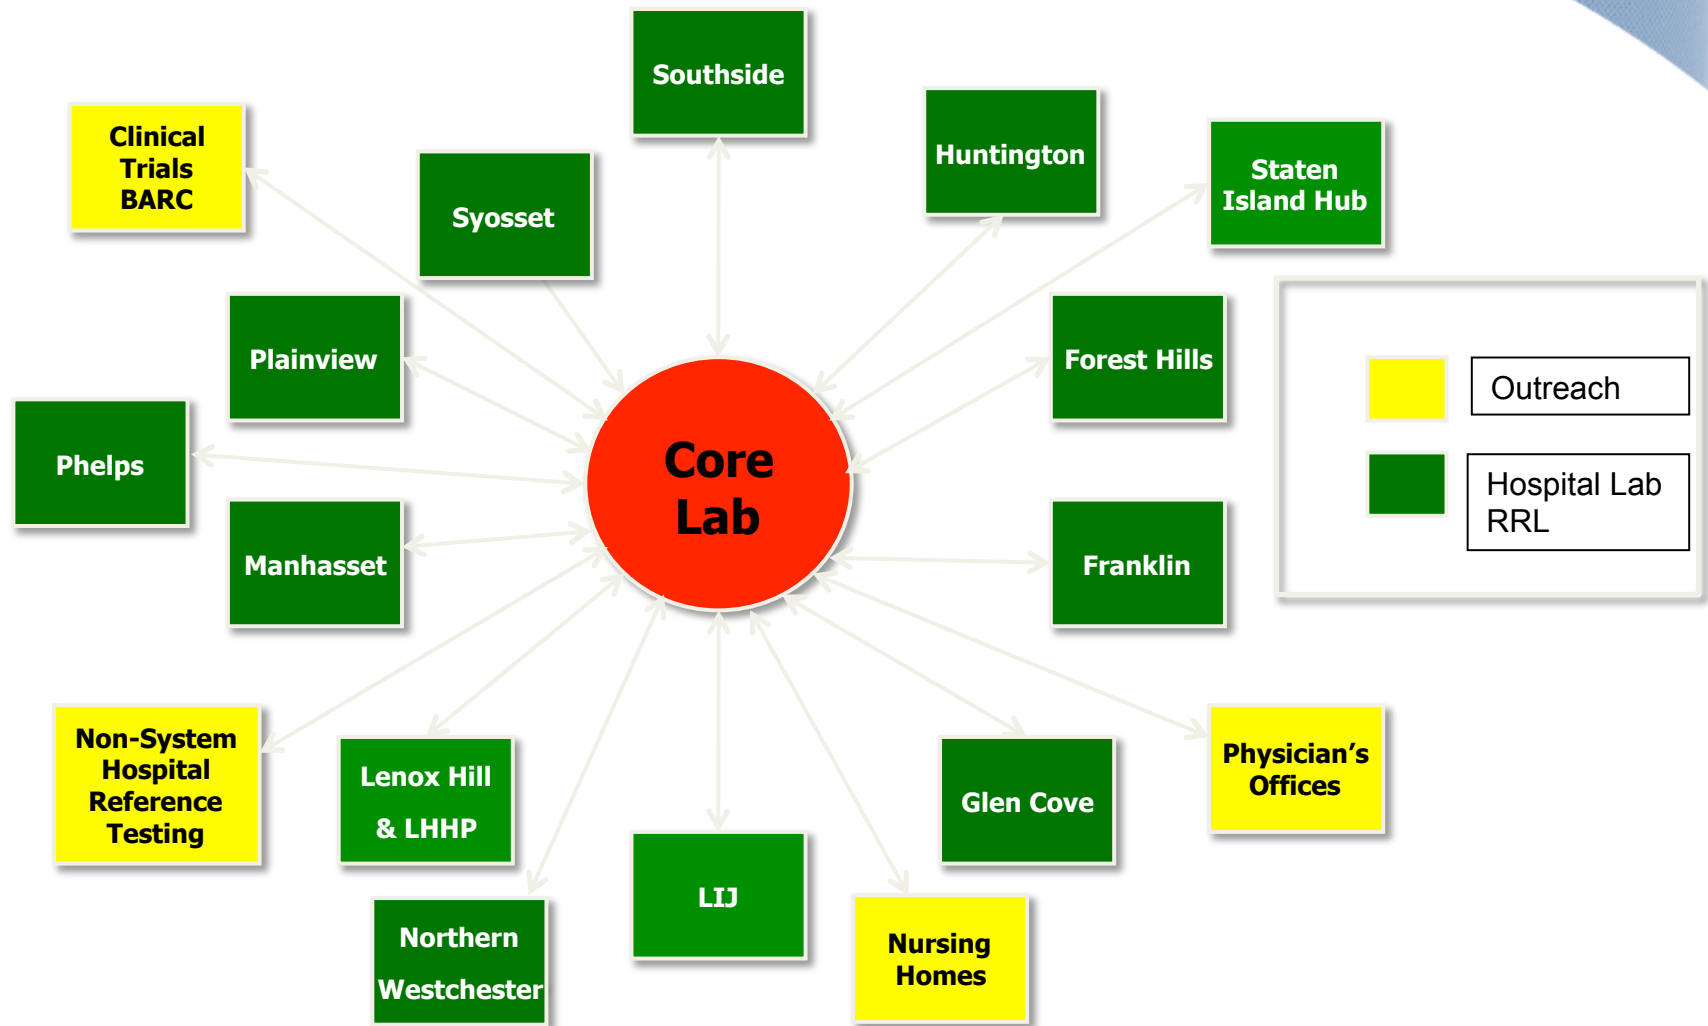 Southside
Clinical
Trials
BARC
Huntington
Staten
Island Hub
Syosset
Plainview
Forest Hills
Outreach
Phelps
Core
Lab
Hospital Lab
RRL
Manhasset
Franklin
Non-System
Hospital
Reference
Testing
Lenox Hill
& LHHP
Glen Cove
Physician’s
Offices
LIJ
Northern
Westchester
Nursing
Homes